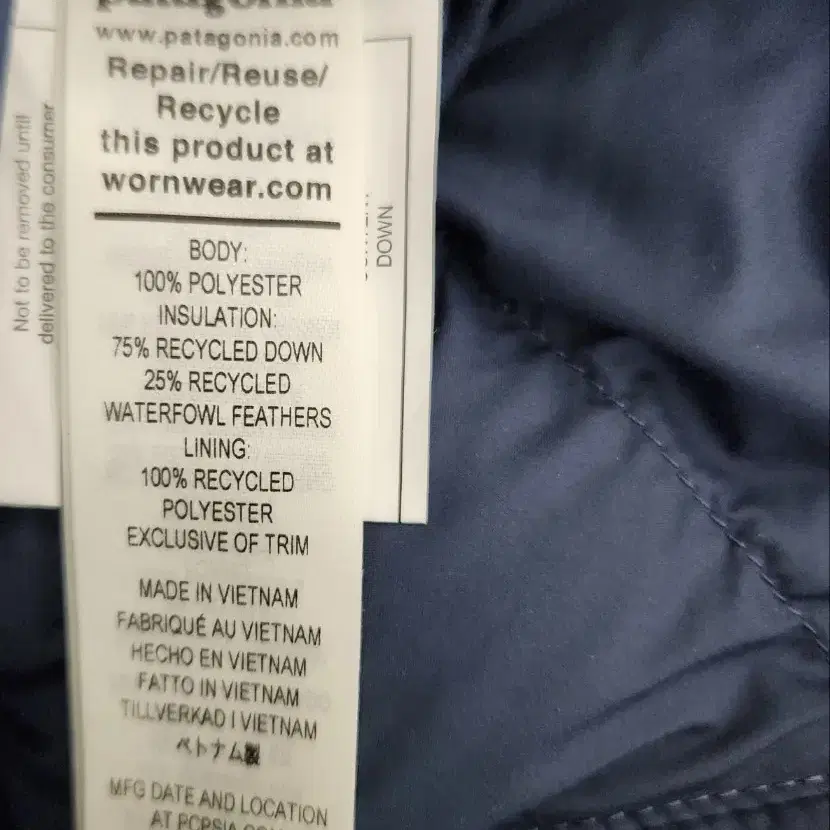 patagonia
www.patagonia.com
Repair/Reuse/
Recycle
this product at
wornwear.com
BODY:
100% POLYESTER
INSULATION:
75% RECYCLED DOWN
25% RECYCLED
WATERFOWL FEATHERS
LINING:
100% RECYCLED
POLYESTER
EXCLUSIVE OF TRIM
MADE IN VIETNAM
FABRIQUÉ AU VIETNAM
HECHO EN VIETNAM
FATTO IN VIETNAM
TILLVERKAD I VIETNAM
ベトナム製
MFG DATE AND LOCATION
AT
Not to be removed until
delivered to the consumer
DOWN